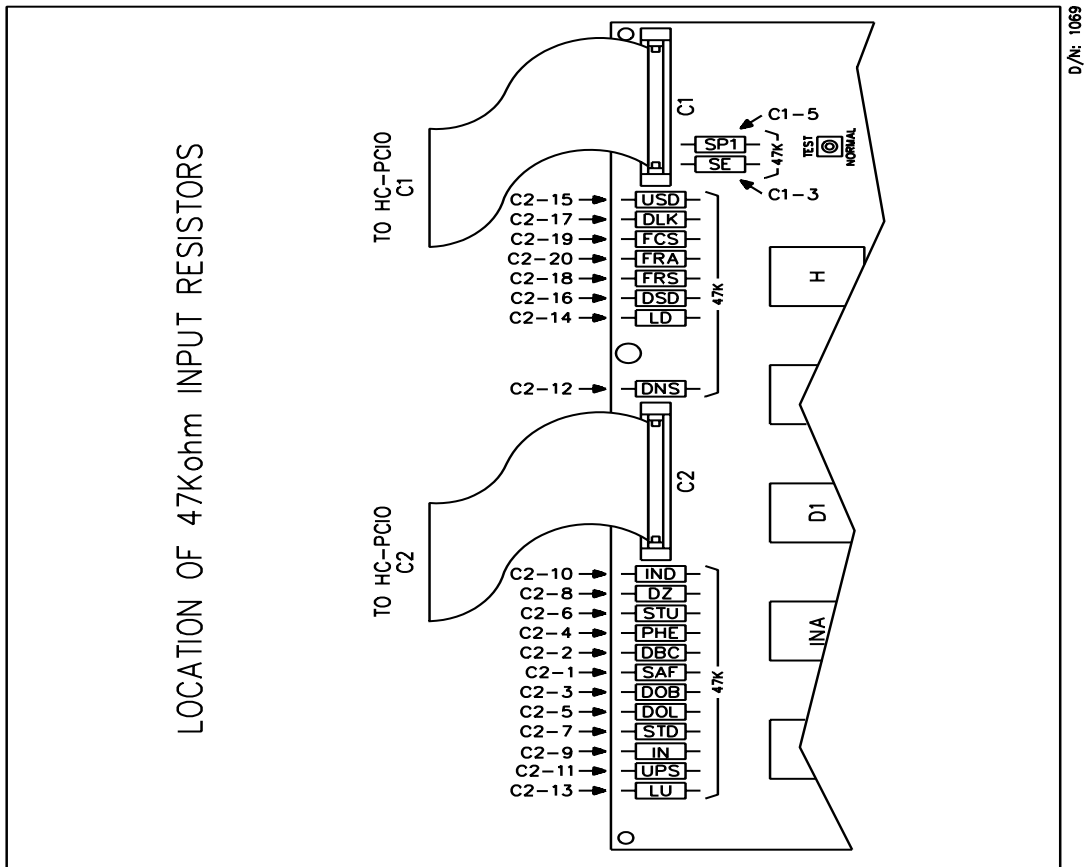 D/N: 1069
LOCATION OF 47Kohm INPUT RESISTORS
TO HC-PCIO
C1
C1
C1-5
SP1
SE
47K
C1-3
TEST
NORMAL
C2-15 USD
C2-17 DLK
C2-19 FCS
C2-20 FRA
C2-18 FRS
C2-16 DSD
C2-14 LD
47K
C2-12 DNS
H
TO HC-PCIO
C2
C2
D1
C2-10 IND
C2-8 DZ
C2-6 STU
C2-4 PHE
C2-2 DBC
C2-1 SAF
C2-3 DOB
C2-5 DOL
C2-7 STD
C2-9 IN
C2-11 UPS
C2-13 LU
47K
INA